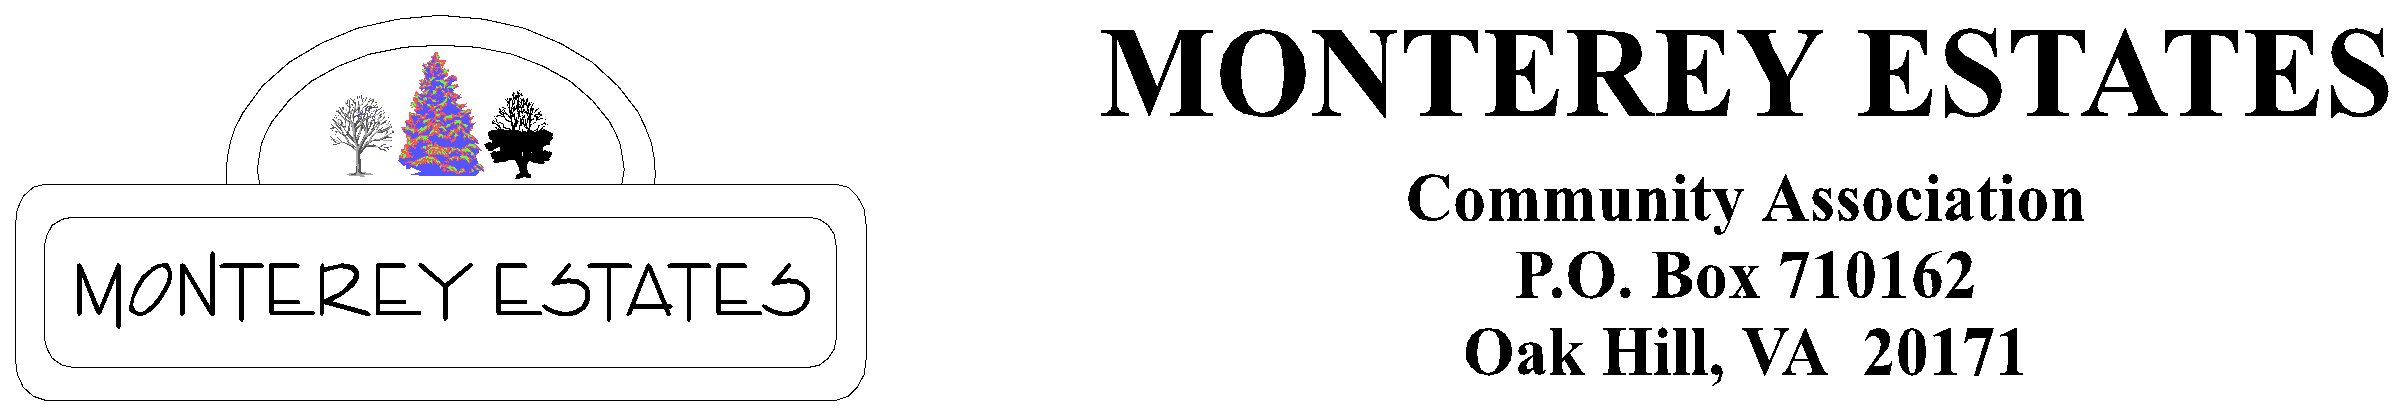 MONTEREY ESTATES
MONTEREY ESTATES
Community Association
P.O. Box 710162
Oak Hill, VA  20171